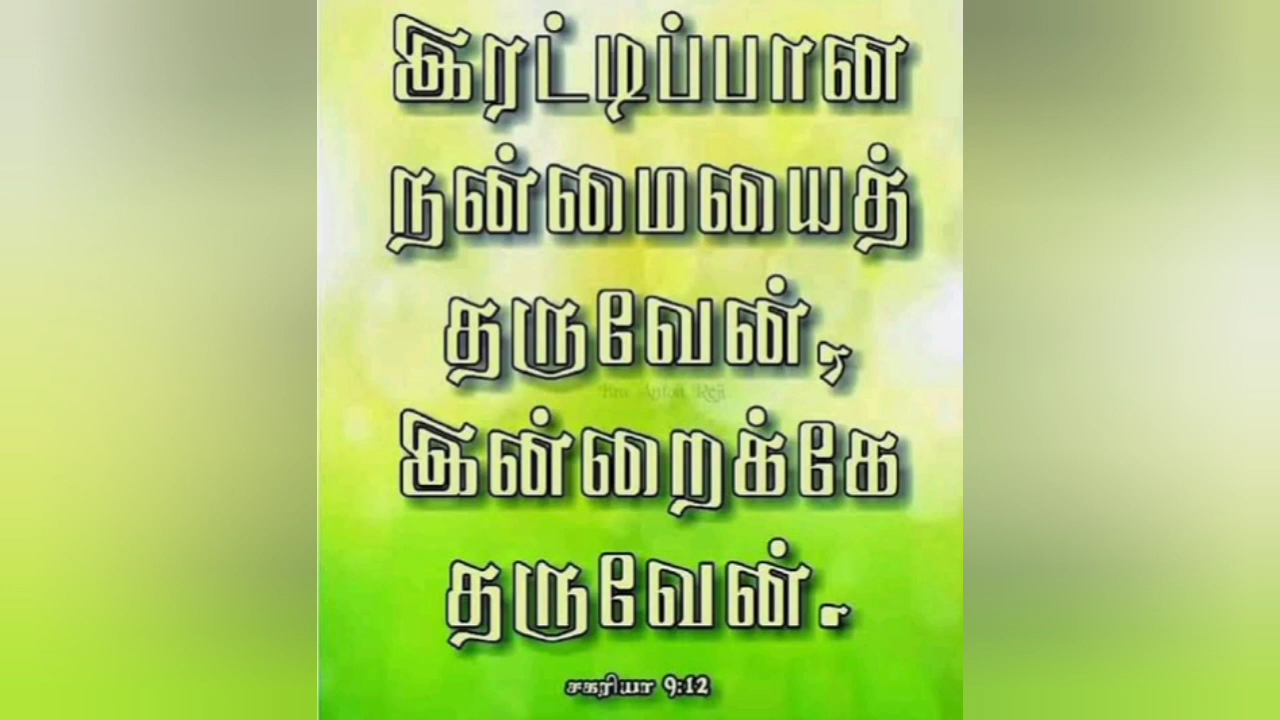 இரட்டிப்பான
நன்மையைத்
தருவேன்,
இன்றைக்கே
தருவேன்.
சகரியா 9:12